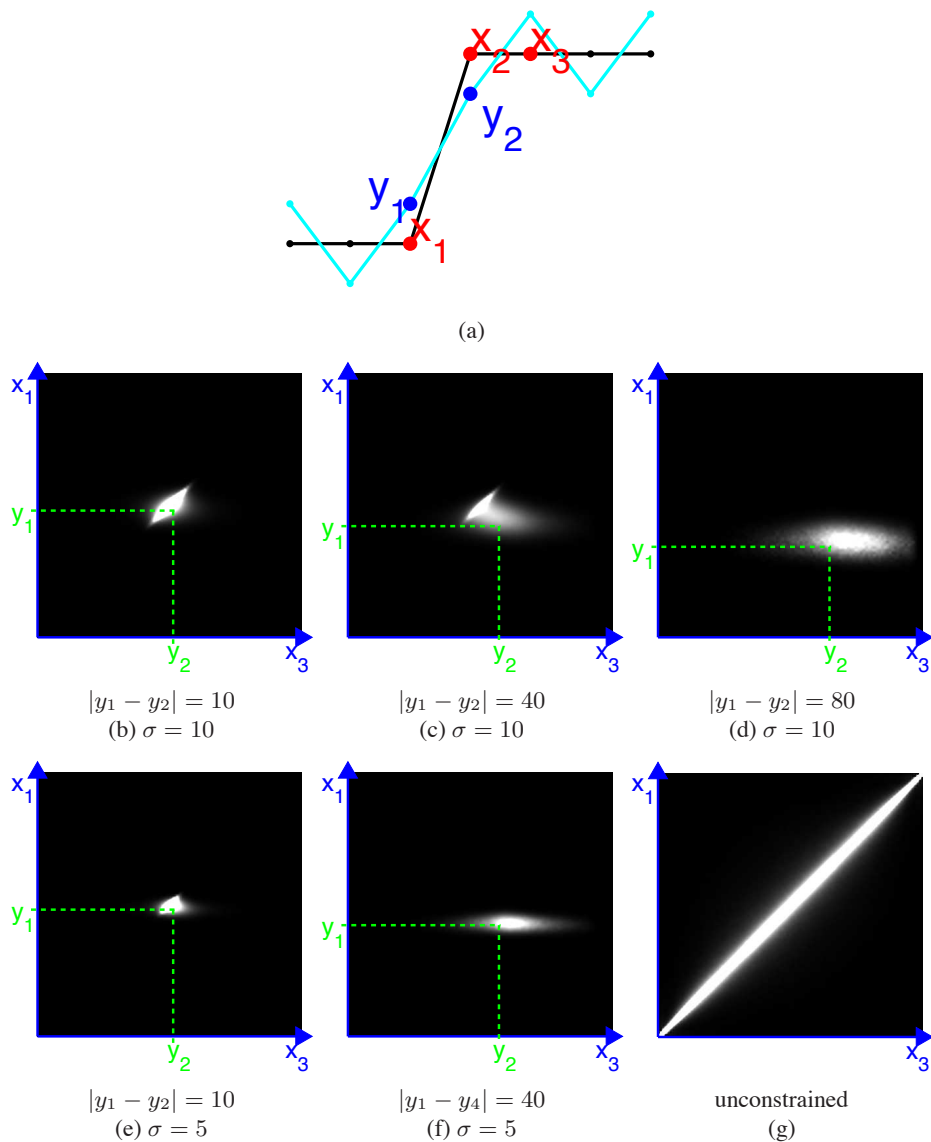 x2 x3
y2
y1
x1
(a)
x1 x1 x1
y1 y1 y1
y2 x3 y2 x3 y2 x3
|y1 − y2| = 10 |y1 − y2| = 40 |y1 − y2| = 80
(b) σ = 10 (c) σ = 10 (d) σ = 10
x1 x1 x1
y1 y1
y2 x3 y2 x3 x3
|y1 − y2| = 10 |y1 − y4| = 40 unconstrained
(e) σ = 5 (f) σ = 5 (g)